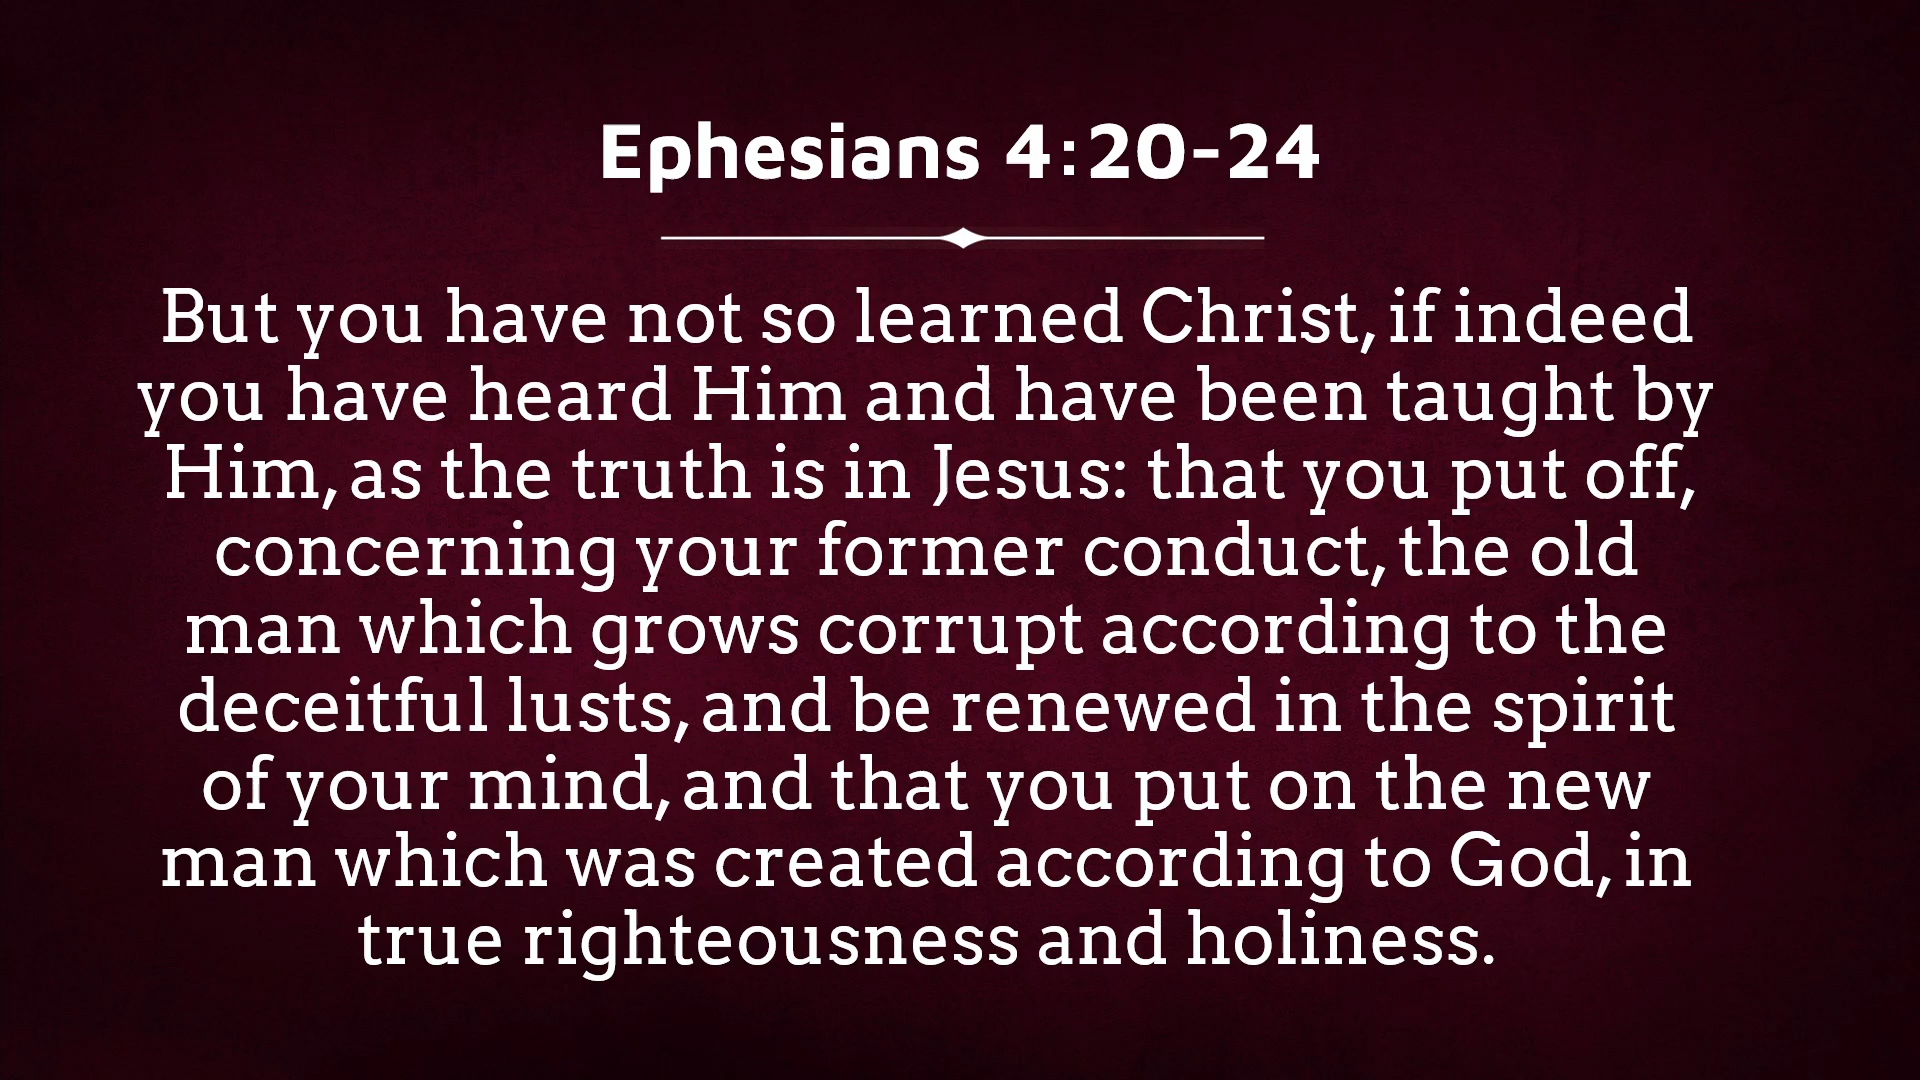 Ephesians 4:20-24
But you have not so learned Christ, if indeed
you have heard Him and have been taught by
Him, as the truth is in Jesus: that you put off,
concerning your former conduct, the old
man which grows corrupt according to the
deceitful lusts, and be renewed in the spirit
of your mind, and that you put on the new
man which was created according to God, in
true righteousness and holiness.